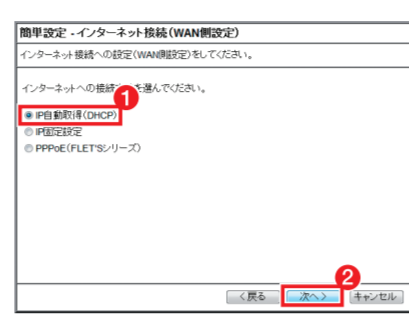 簡単設定 - インターネット接続(WAN側設定)
インターネット接続への設定(WAN側設定)をしてください。
インターネットへの接続 を選んでください。
1
IP自動取得(DHCP)
IP固定設定
PPPoE(FLET'Sシリーズ)
2
<戻る 次へ> キャンセル